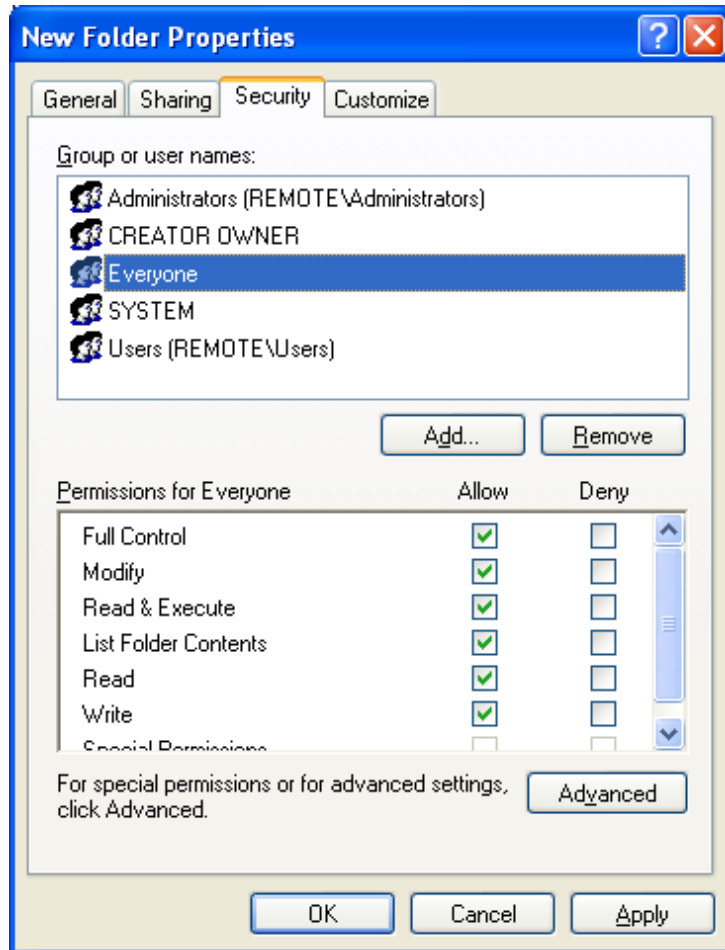 New Folder Properties
General Sharing Security Customize
Group or user names:
Administrators (REMOTE\Administrators)
CREATOR OWNER
Everyone
SYSTEM
Users (REMOTE\Users)
Add... Remove
Permissions for Everyone Allow Deny
Full Control
Modify
Read & Execute
List Folder Contents
Read
Write
Special Permissions
For special permissions or for advanced settings,
click Advanced.
Advanced
OK Cancel Apply